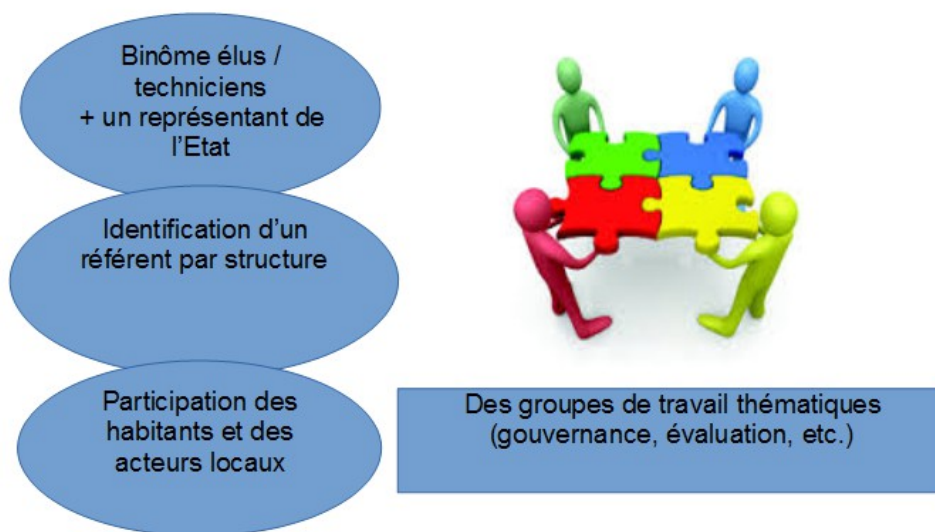 Binôme élus /
techniciens
+ un représentant de
l'Etat
Identification d'un
référent par structure
Participation des
habitants et des
acteurs locaux
Des groupes de travail thématiques
(gouvernance, évaluation, etc.)